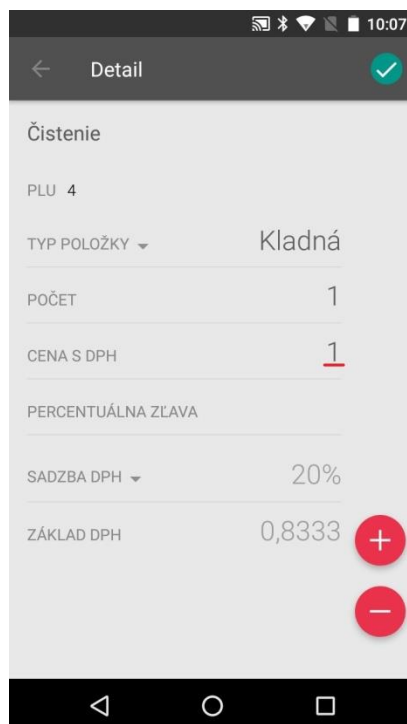 10:07
Detail
Čistenie
PLU 4
TYP POLOŽKY Kladná
POČET 1
CENA S DPH 1
PERCENTUÁLNA ZĽAVA
SADZBA DPH 20%
ZÁKLAD DPH 0,8333